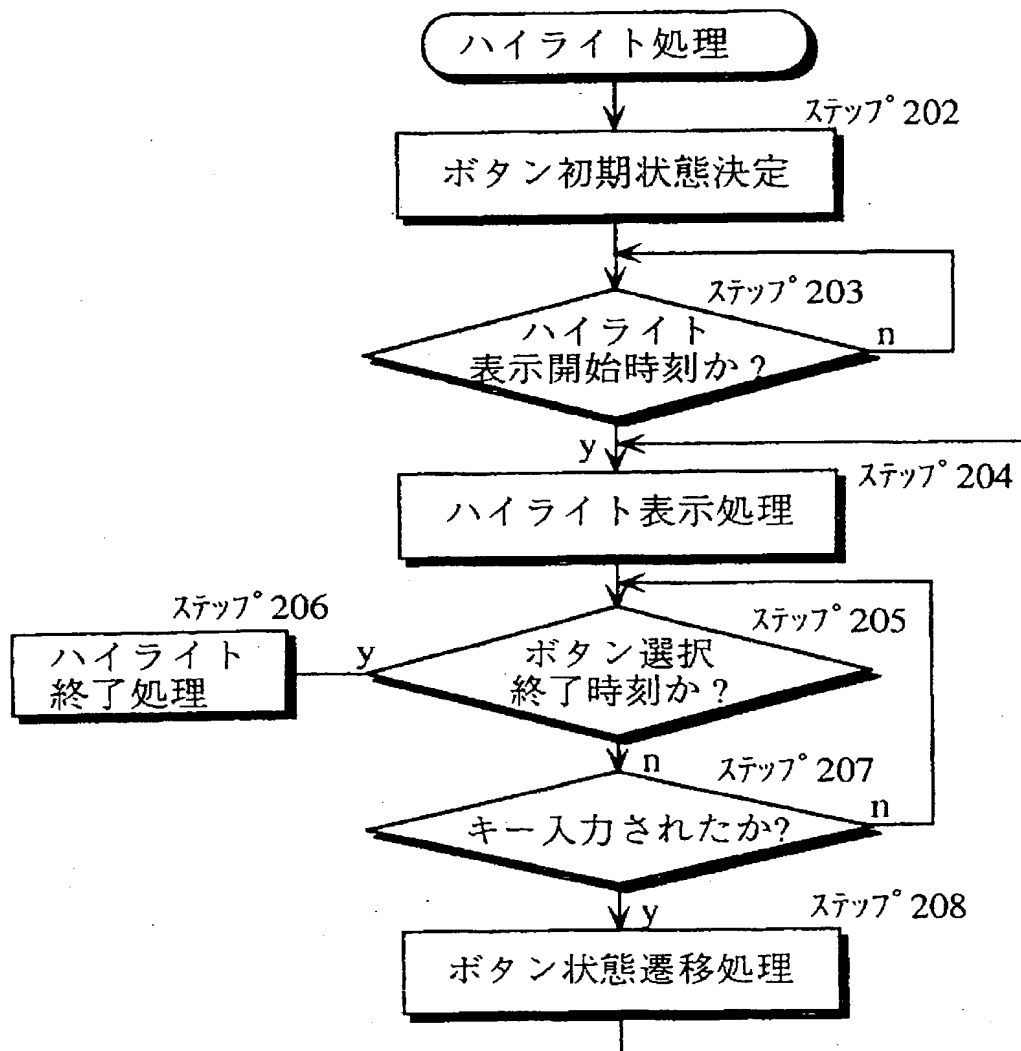 ハイライト処理
ステップ202
ボタン初期状態決定
ステップ203
ハイライト
表示開始時刻か?
n
y
ステップ204
ハイライト表示処理
ステップ206
ハイライト
終了処理
y
ステップ205
ボタン選択
終了時刻か?
n
ステップ207
キー入力されたか?
n
y
ステップ208
ボタン状態遷移処理